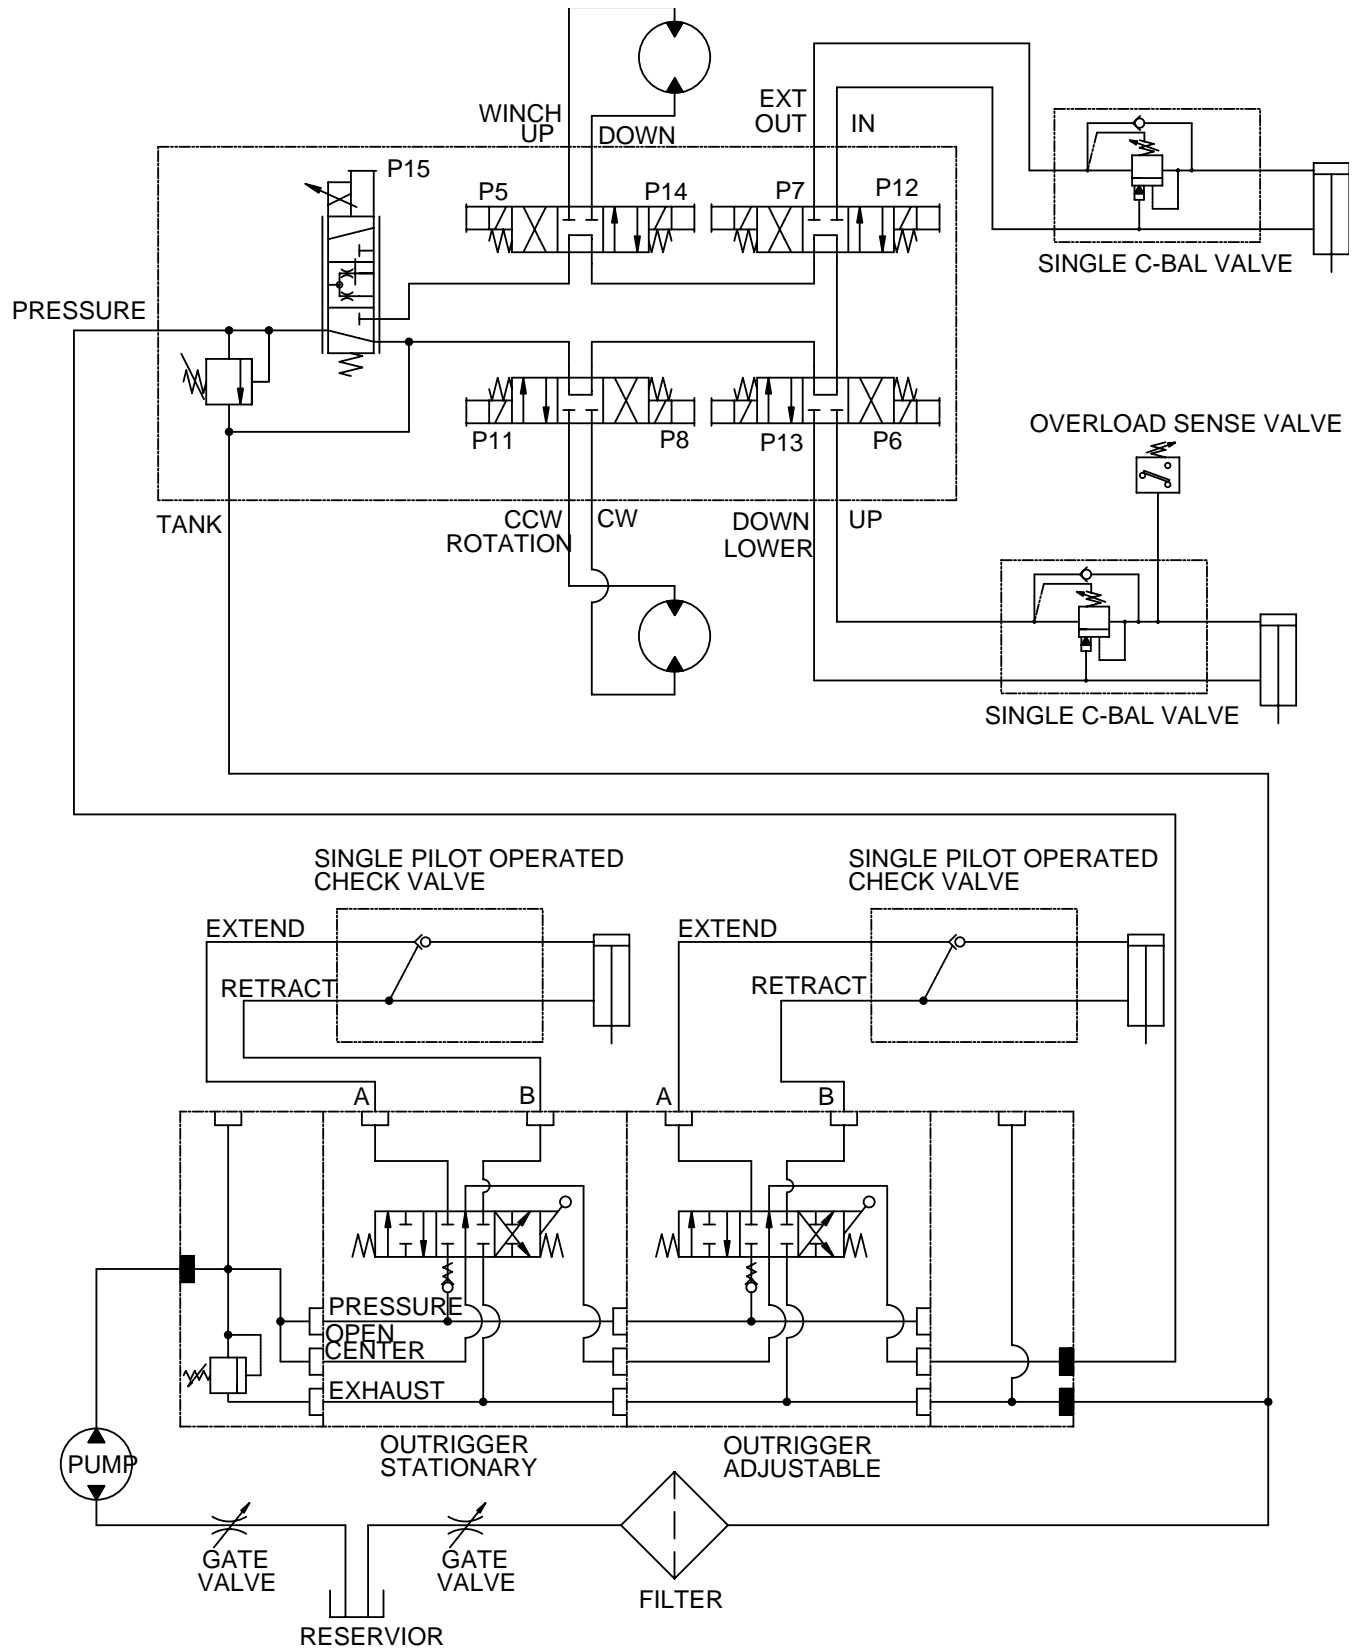 WINCH
UP
DOWN
EXT
OUT
IN
P15
P5
P14
P7
P12
SINGLE C-BAL VALVE
PRESSURE
P11
P8
P13
P6
OVERLOAD SENSE VALVE
TANK
CCW
CW
ROTATION
DOWN
UP
LOWER
SINGLE C-BAL VALVE
SINGLE PILOT OPERATED
CHECK VALVE
SINGLE PILOT OPERATED
CHECK VALVE
EXTEND
RETRACT
EXTEND
RETRACT
A
B
A
B
PRESSURE
OPEN
CENTER
EXHAUST
OUTRIGGER
STATIONARY
OUTRIGGER
ADJUSTABLE
PUMP
GATE
VALVE
GATE
VALVE
FILTER
RESERVIOR